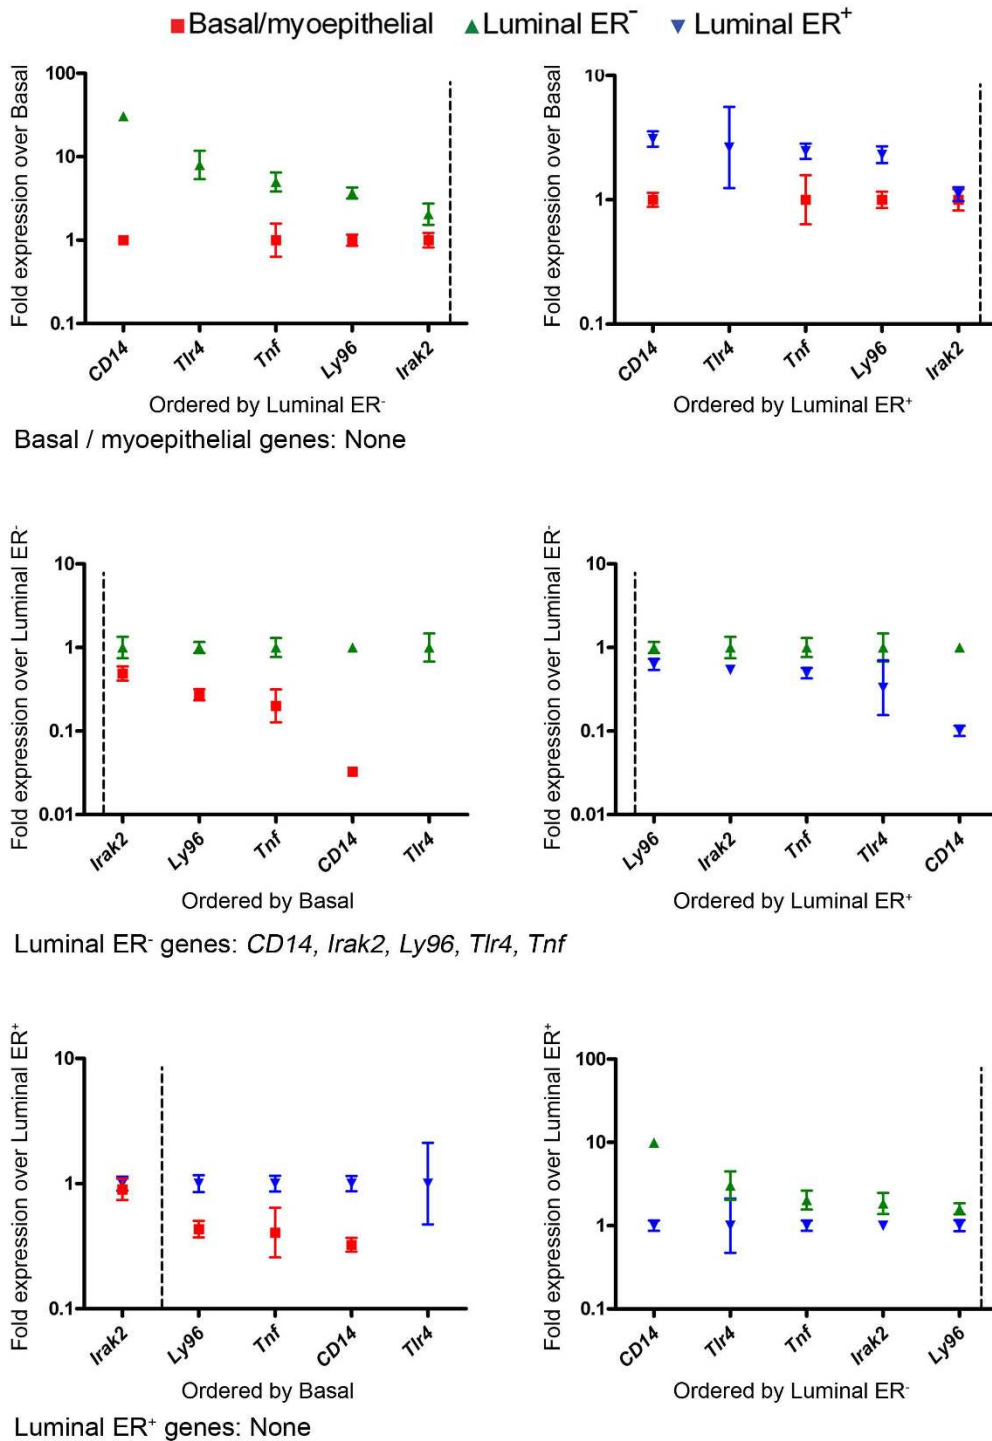 Basal/myoepithelial Luminal ER⁻ Luminal ER⁺
Fold expression over Basal
100
10
1
0.1
CD14 Tlr4 Tnf Ly96 Irak2
Ordered by Luminal ER⁻
Fold expression over Basal
10
1
0.1
CD14 Tlr4 Tnf Ly96 Irak2
Ordered by Luminal ER⁺
Basal / myoepithelial genes: None
Fold expression over Luminal ER⁻
10
1
0.1
0.01
Irak2 Ly96 Tnf CD14 Tlr4
Ordered by Basal
Fold expression over Luminal ER⁻
10
1
0.1
0.01
Ly96 Irak2 Tnf Tlr4 CD14
Ordered by Luminal ER⁺
Luminal ER⁻ genes: CD14, Irak2, Ly96, Tlr4, Tnf
Fold expression over Luminal ER⁺
10
1
0.1
Irak2 Ly96 Tnf CD14 Tlr4
Ordered by Basal
Fold expression over Luminal ER⁺
100
10
1
0.1
CD14 Tlr4 Tnf Irak2 Ly96
Ordered by Luminal ER⁻
Luminal ER⁺ genes: None